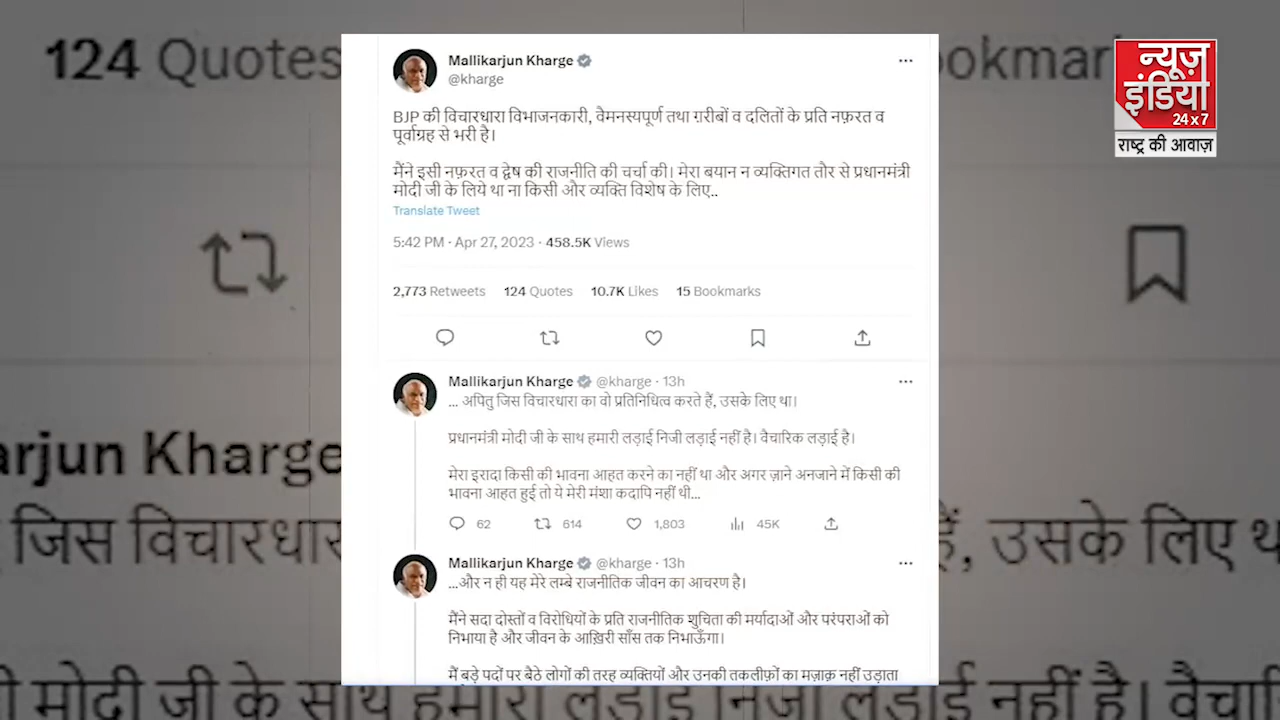 124 Quotes
ookmar
न्यूज़
इंडिया
24x7
राष्ट्र की आवाज़
Mallikarjun Kharge
@kharge
BJP की विचारधारा विभाजनकारी, वैमनस्यपूर्ण तथा ग़रीबों व दलितों के प्रति नफ़रत व
पूर्वाग्रह से भरी है।
मैंने इसी नफ़रत व द्वेष की राजनीति की चर्चा की। मेरा बयान न व्यक्तिगत तौर से प्रधानमंत्री
मोदी जी के लिये था ना किसी और व्यक्ति विशेष के लिए..
Translate Tweet
5:42 PM · Apr 27, 2023 · 458.5K Views
2,773 Retweets 124 Quotes 10.7K Likes 15 Bookmarks
Mallikarjun Kharge @kharge · 13h
... अपितु जिस विचारधारा का वो प्रतिनिधित्व करते हैं, उसके लिए था।
प्रधानमंत्री मोदी जी के साथ हमारी लड़ाई निजी लड़ाई नहीं है। वैचारिक लड़ाई है।
मेरा इरादा किसी की भावना आहत करने का नहीं था और अगर ज़ाने अनजाने में किसी की
भावना आहत हुई तो ये मेरी मंशा कदापि नहीं थी...
62 614 1,803 45K
Mallikarjun Kharge @kharge · 13h
...और न ही यह मेरे लम्बे राजनीतिक जीवन का आचरण है।
मैंने सदा दोस्तों व विरोधियों के प्रति राजनीतिक शुचिता की मर्यादाओं और परंपराओं को
निभाया है और जीवन के आख़िरी साँस तक निभाऊँगा।
मैं बड़े पदों पर बैठे लोगों की तरह व्यक्तियों और उनकी तकलीफ़ों का मज़ाक़ नहीं उड़ाता
arjun Kharge
जिस विचारधार
हैं, उसके लिए थ
मोदी जी के साथ हमारी लड़ाई निजी लड़ाई नहीं है। वैचा